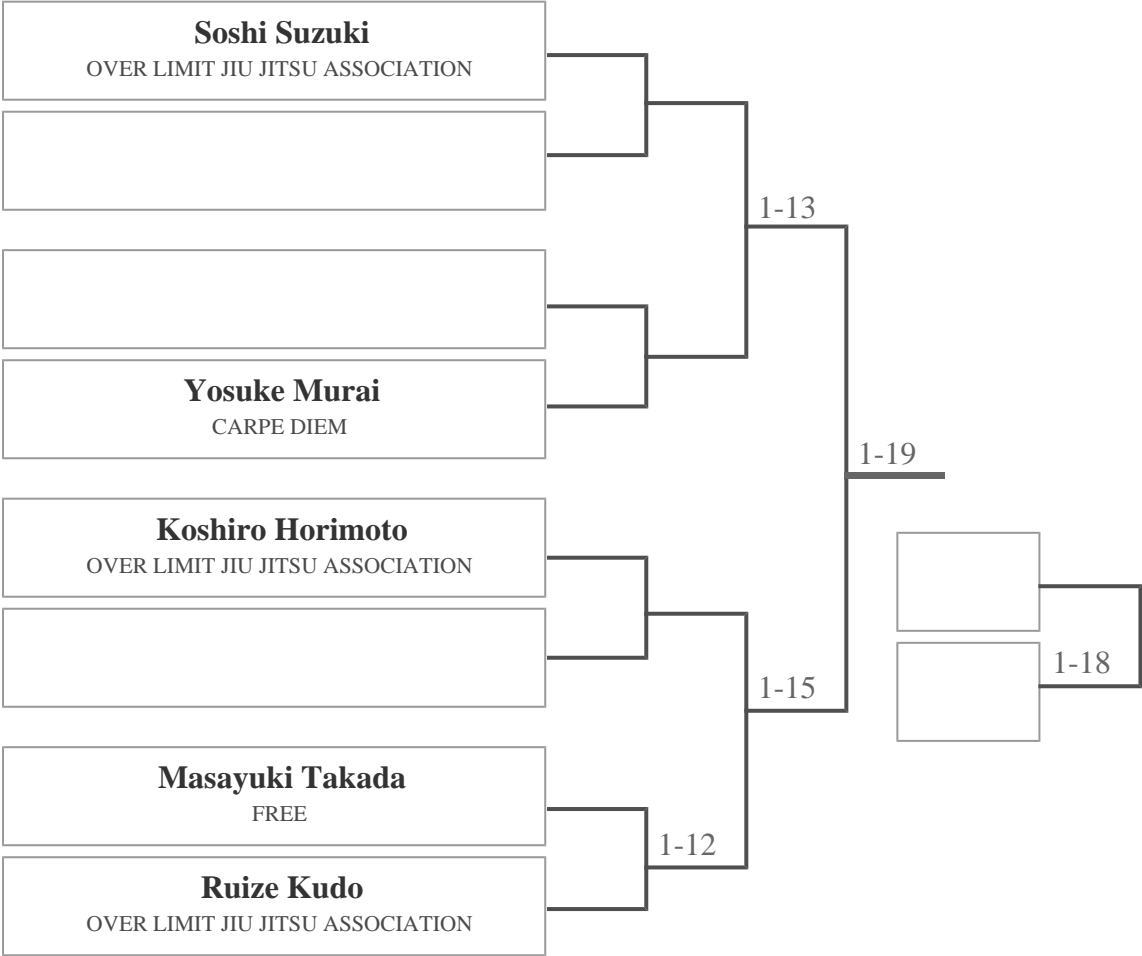 Soshi Suzuki
OVER LIMIT JIU JITSU ASSOCIATION
1-13
Yosuke Murai
CARPE DIEM
1-19
Koshiro Horimoto
OVER LIMIT JIU JITSU ASSOCIATION
1-18
1-15
Masayuki Takada
FREE
1-12
Ruize Kudo
OVER LIMIT JIU JITSU ASSOCIATION